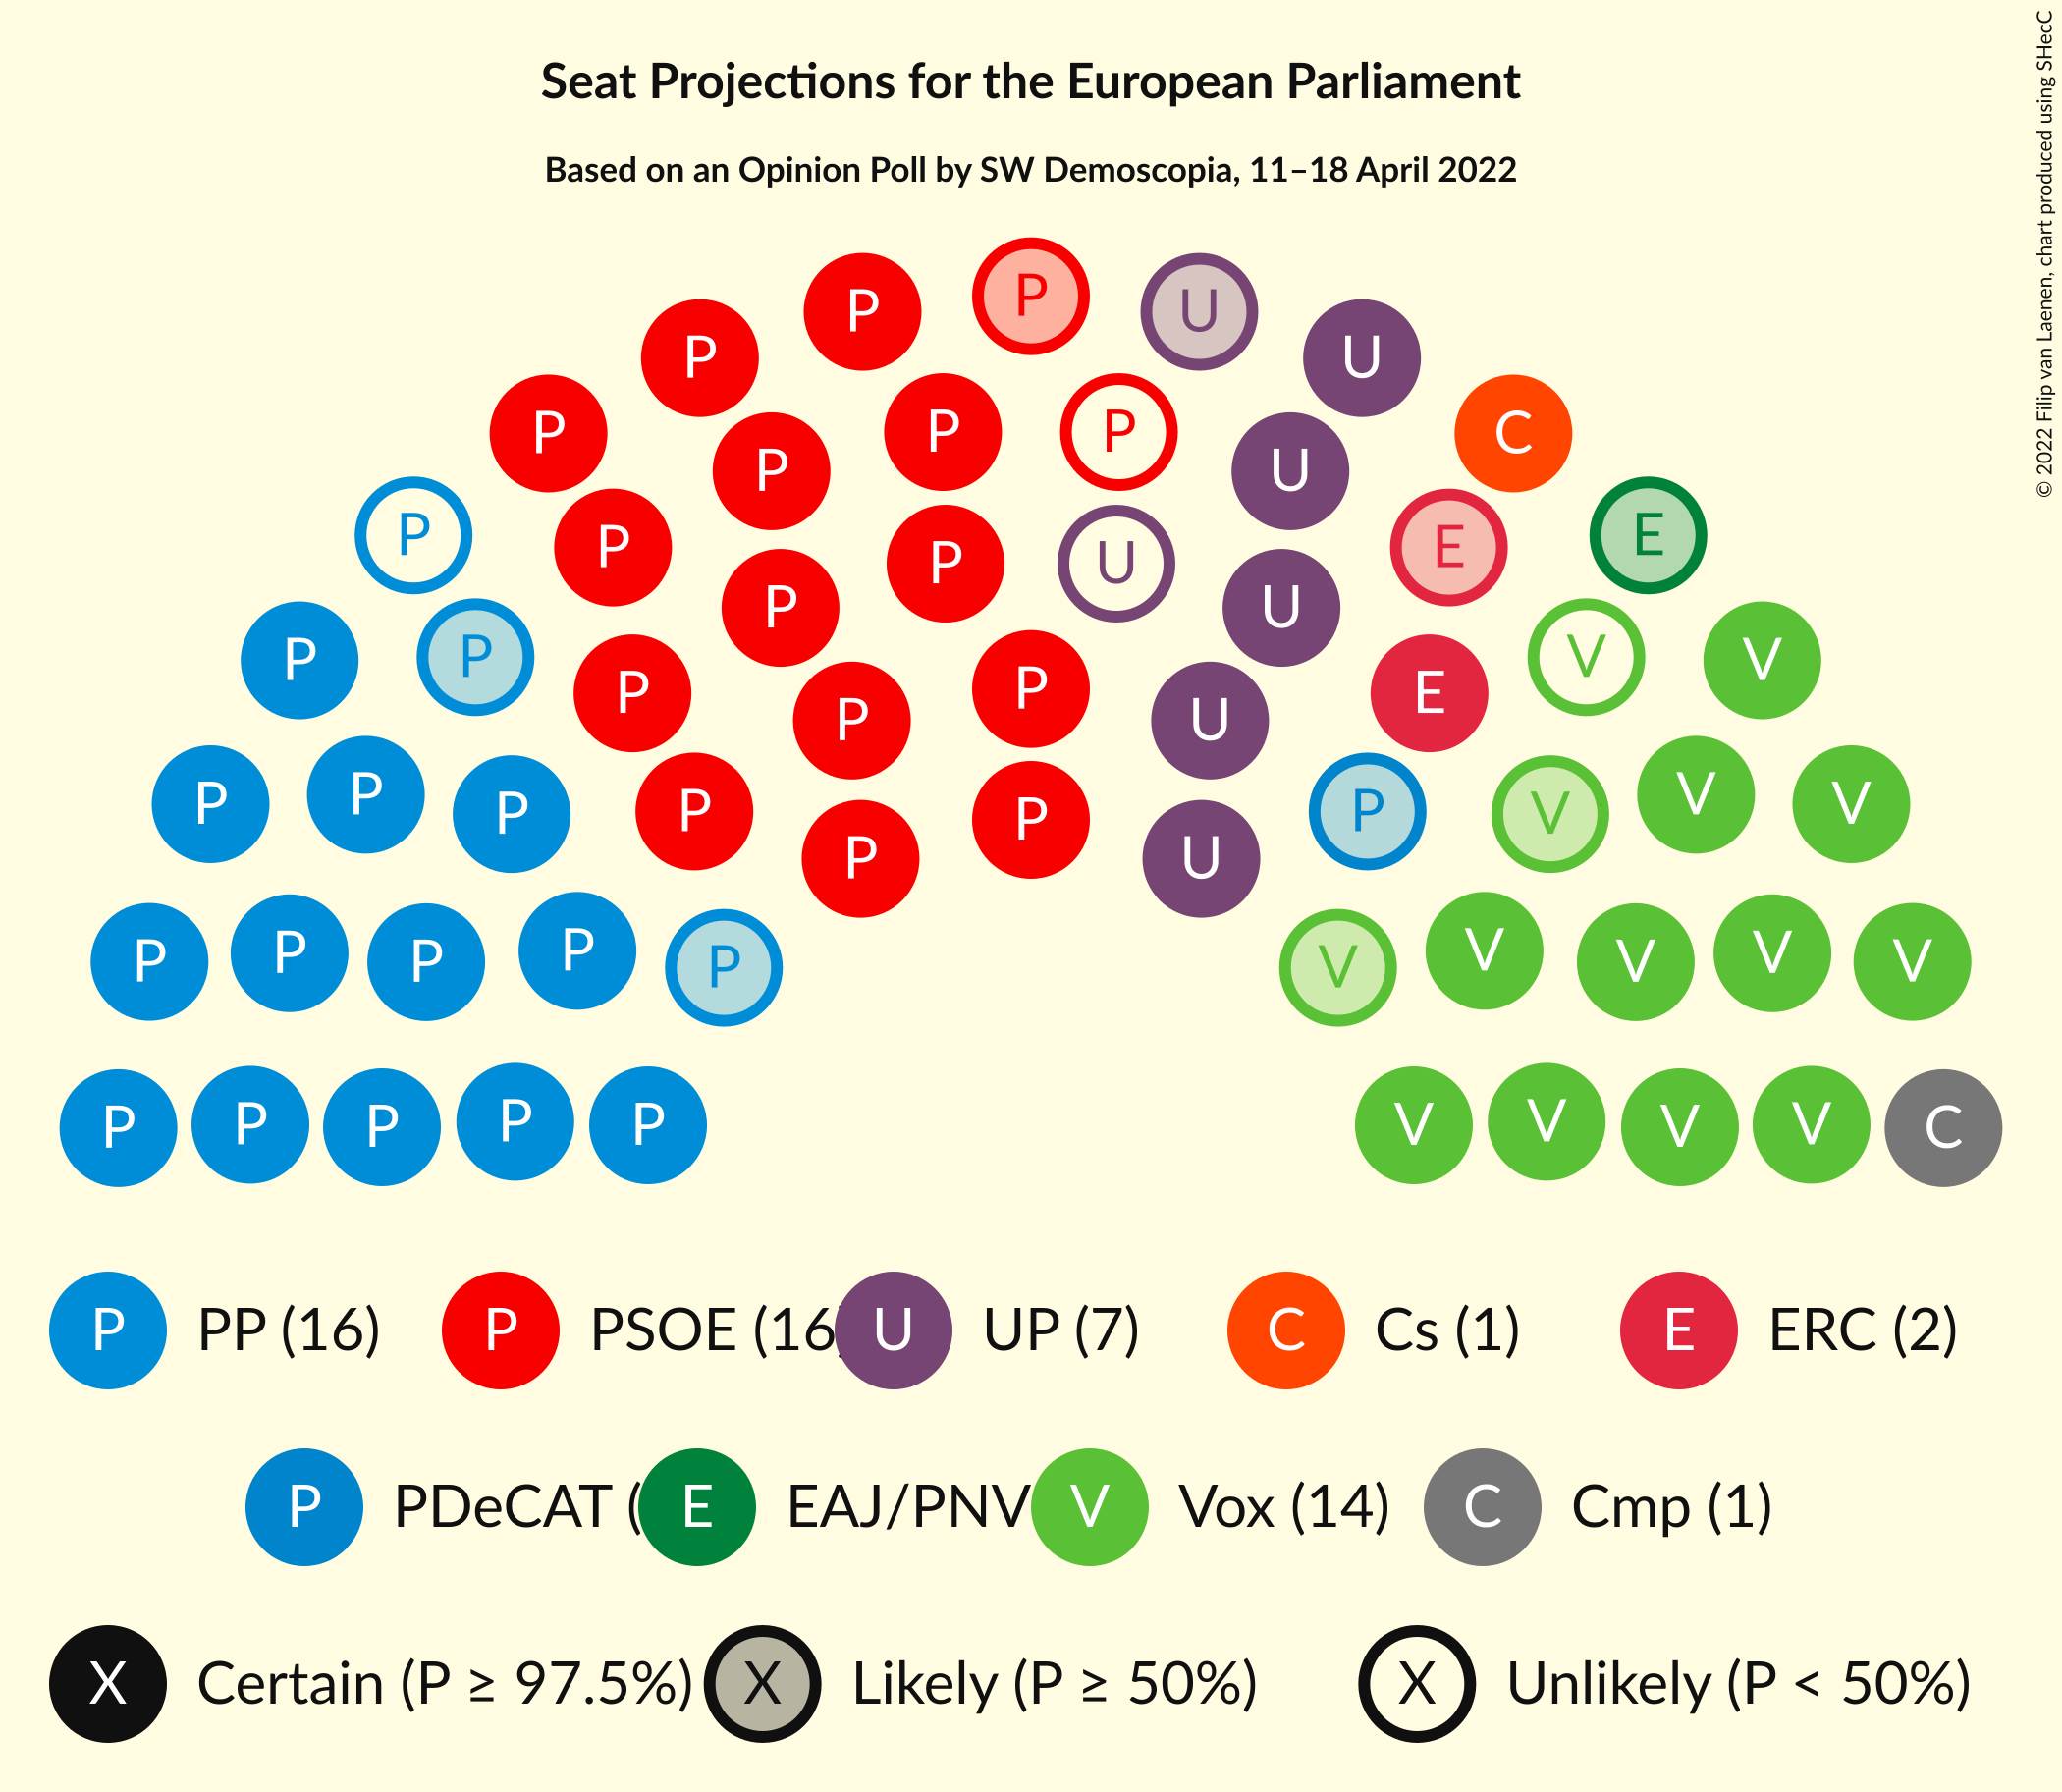 Seat Projections for the European Parliament
Based on an Opinion Poll by SW Demoscopia, 11–18 April 2022
© 2022 Filip van Laenen, chart produced using SHecC
P U
P U
P C
P P P U
P E E
P P U
P P U
P V V
P P P U
P P P P V V V
P P U
P P P P P V V V V V
P P P P P V V V V C
P PP (16) P PSOE (16 U UP (7) C Cs (1) E ERC (2)
P PDeCAT ( E EAJ/PNV V Vox (14) C Cmp (1)
X Certain (P ≥ 97.5%) X Likely (P ≥ 50%) X Unlikely (P < 50%)